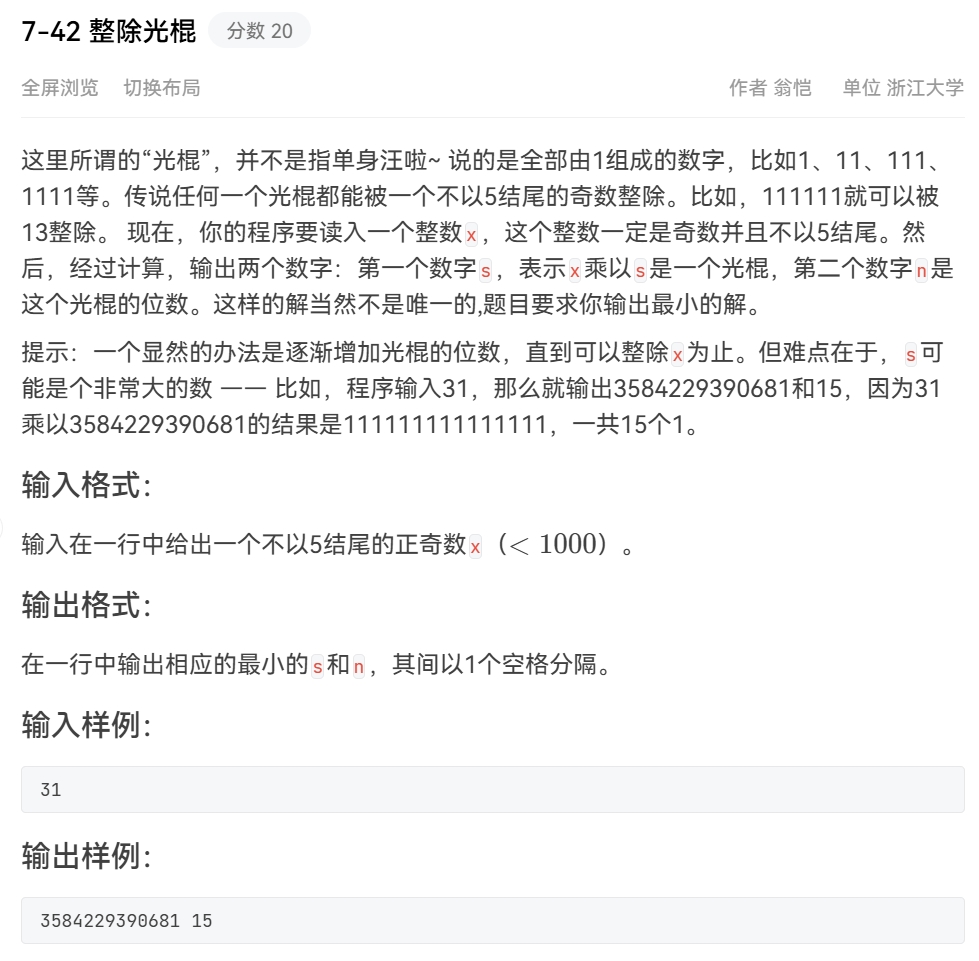 7-42 整除光棍 分数 20
全屏浏览 切换布局 作者 翁恺 单位 浙江大学
这里所谓的“光棍”，并不是指单身汪啦~ 说的是全部由1组成的数字，比如1、11、111、
1111等。传说任何一个光棍都能被一个不以5结尾的奇数整除。比如，111111就可以被
13整除。 现在，你的程序要读入一个整数x，这个整数一定是奇数并且不以5结尾。然
后，经过计算，输出两个数字：第一个数字s，表示x乘以s是一个光棍，第二个数字n是
这个光棍的位数。这样的解当然不是唯一的,题目要求你输出最小的解。
提示：一个显然的办法是逐渐增加光棍的位数，直到可以整除x为止。但难点在于，s可
能是个非常大的数 —— 比如，程序输入31，那么就输出3584229390681和15，因为31
乘以3584229390681的结果是111111111111111，一共15个1。
输入格式：
输入在一行中给出一个不以5结尾的正奇数x（< 1000）。
输出格式：
在一行中输出相应的最小的s和n，其间以1个空格分隔。
输入样例：
31
输出样例：
3584229390681 15